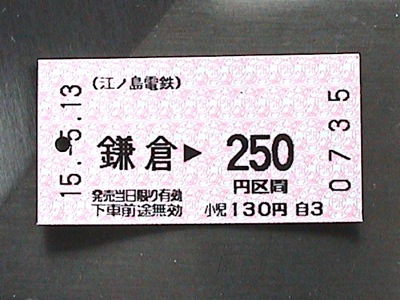 (江ノ島電鉄)
鎌倉▶250
円区間
発売当日限り有効
下車前途無効
小児130円 自3
15.-5.13
0735